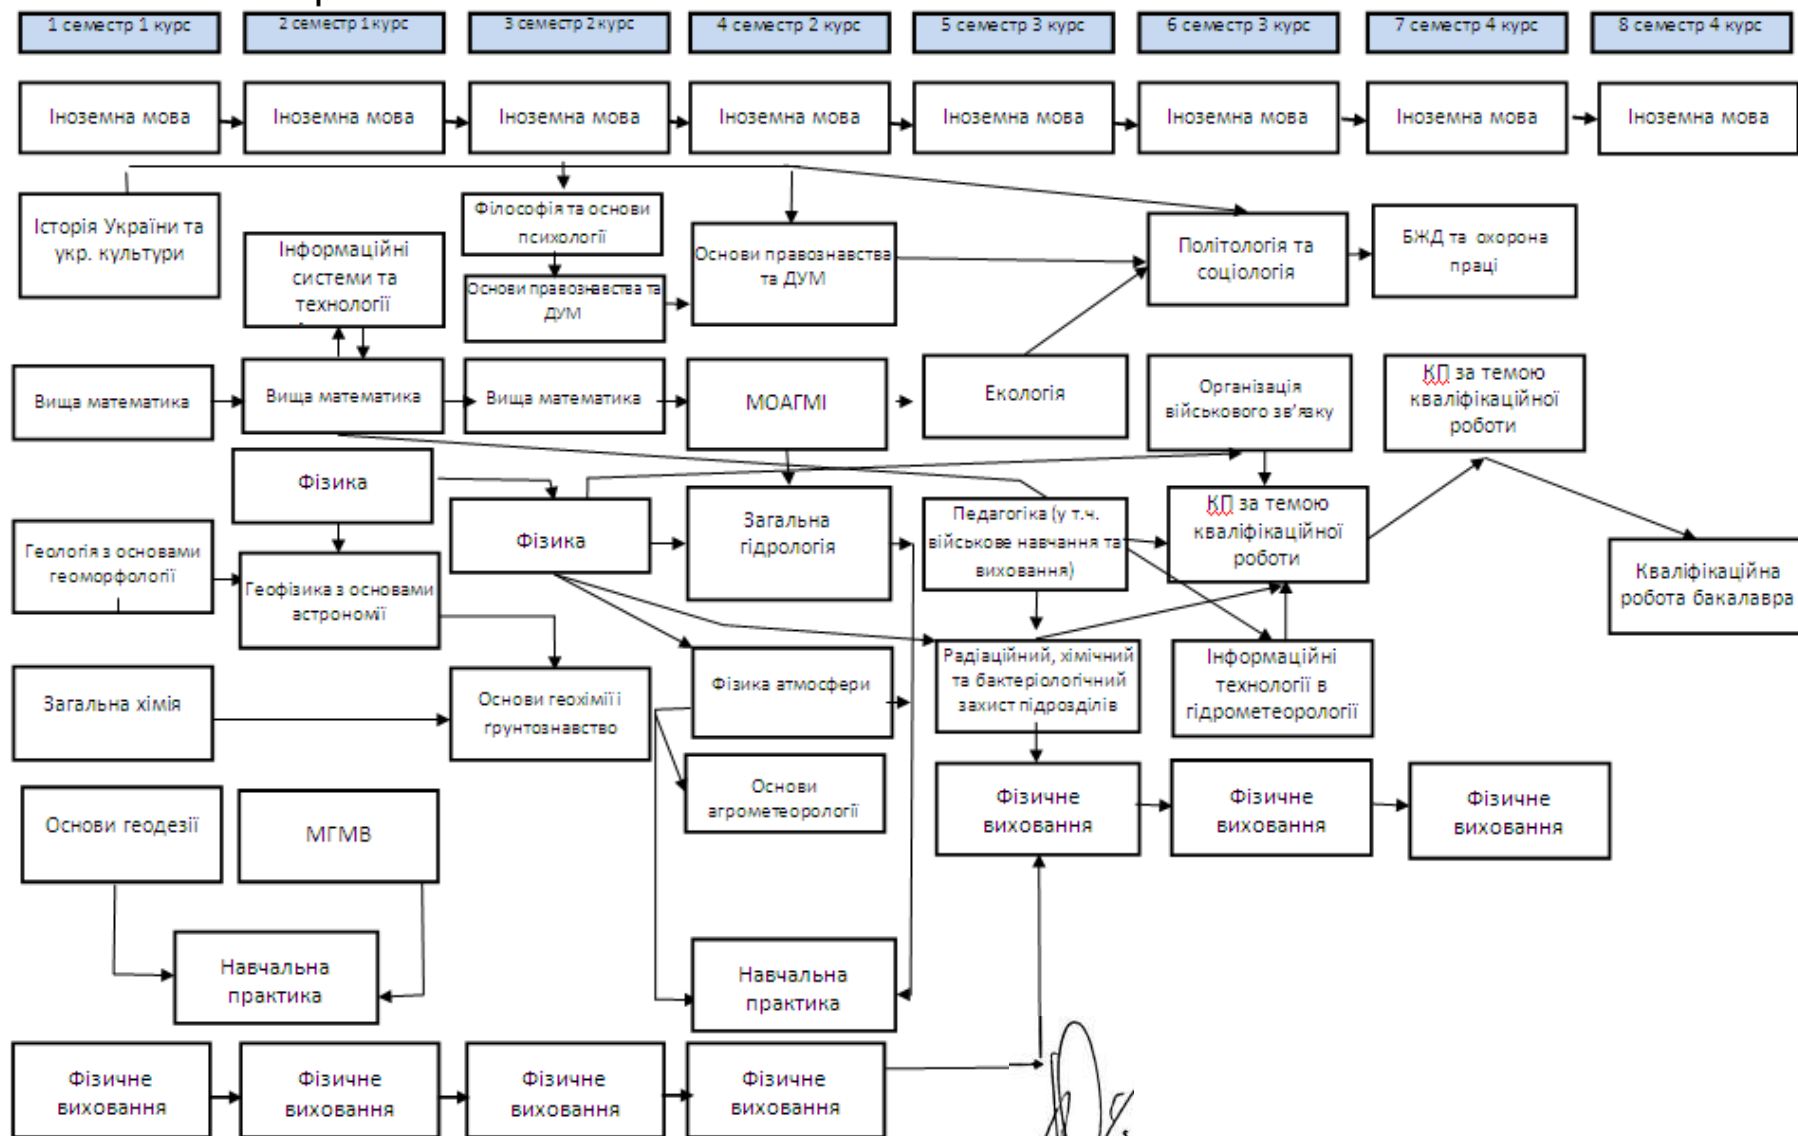 1 семестр 1 курс
2 семестр 1 курс
3 семестр 2 курс
4 семестр 2 курс
5 семестр 3 курс
6 семестр 3 курс
7 семестр 4 курс
8 семестр 4 курс
Іноземна мова
Іноземна мова
Іноземна мова
Іноземна мова
Іноземна мова
Іноземна мова
Іноземна мова
Іноземна мова
Історія України та
укр. культури
Інформаційні
системи та
технології
Філософія та основи
психології
Основи правознавства та
ДУМ
Основи правознавства
та ДУМ
Політологія та
соціологія
БЖД та охорона
праці
Вища математика
Вища математика
Вища математика
МОАГМІ
Екологія
Організація
військового зв’язку
КП за темою
кваліфікаційної
роботи
Фізика
Фізика
Загальна
гідрологія
Педагогіка (у т.ч.
військове навчання та
виховання)
КП за темою
кваліфікаційної
роботи
Кваліфікаційна
робота бакалавра
Геологія з основами
геоморфології
Геофізика з основами
астрономії
Загальна хімія
Основи геохімії і
ґрунтознавство
Фізика атмосфери
Радіаційний, хімічний
та бактеріологічний
захист підрозділів
Інформаційні
технології в
гідрометеорології
Основи
агрометеорології
Фізичне
виховання
Фізичне
виховання
Фізичне
виховання
Основи геодезії
МГМВ
Навчальна
практика
Навчальна
практика
Фізичне
виховання
Фізичне
виховання
Фізичне
виховання
Фізичне
виховання